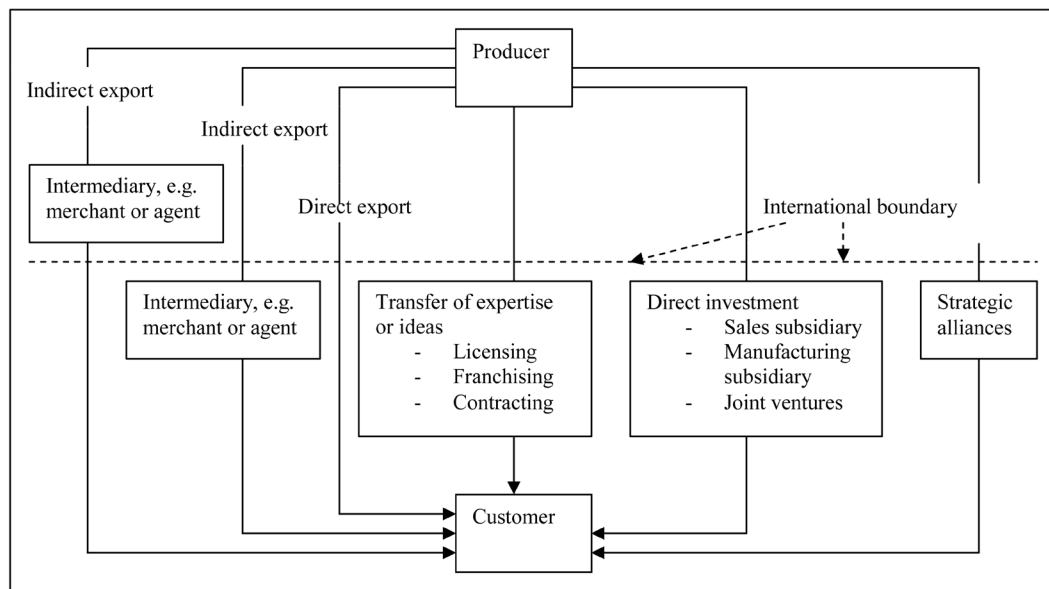 Producer
Indirect export
Indirect export
Intermediary, e.g.
merchant or agent
Direct export
International boundary
Intermediary, e.g.
merchant or agent
Transfer of expertise
or ideas
- Licensing
- Franchising
- Contracting
Direct investment
- Sales subsidiary
- Manufacturing
subsidiary
- Joint ventures
Strategic
alliances
Customer